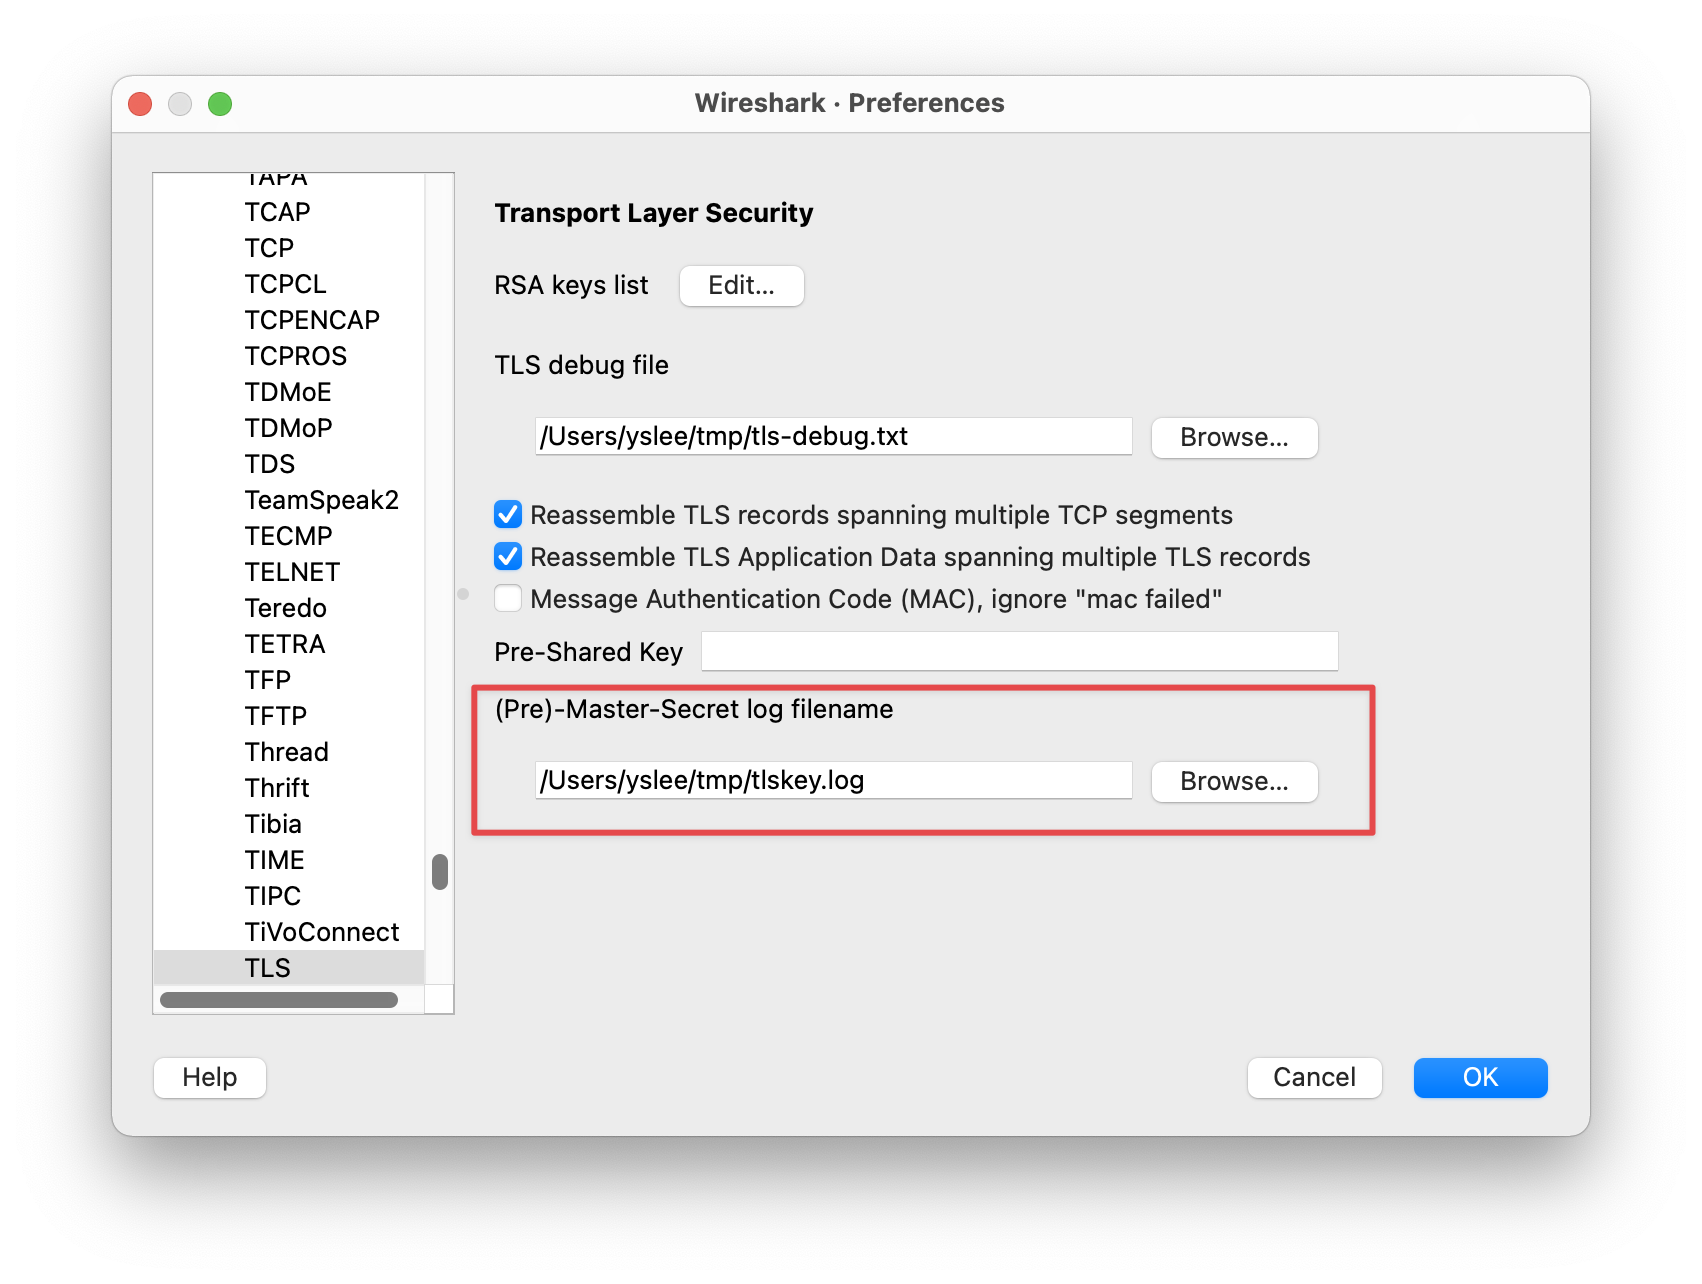 Wireshark · Preferences
TAPA
TCAP
TCP
TCPCL
TCPENCAP
TCPROS
TDMoE
TDMoP
TDS
TeamSpeak2
TECMP
TELNET
Teredo
TETRA
TFP
TFTP
Thread
Thrift
Tibia
TIME
TIPC
TiVoConnect
TLS
Transport Layer Security
RSA keys list Edit...
TLS debug file
/Users/yslee/tmp/tls-debug.txt Browse...
Reassemble TLS records spanning multiple TCP segments
Reassemble TLS Application Data spanning multiple TLS records
Message Authentication Code (MAC), ignore "mac failed"
Pre-Shared Key
(Pre)-Master-Secret log filename
/Users/yslee/tmp/tlskey.log Browse...
Help Cancel OK